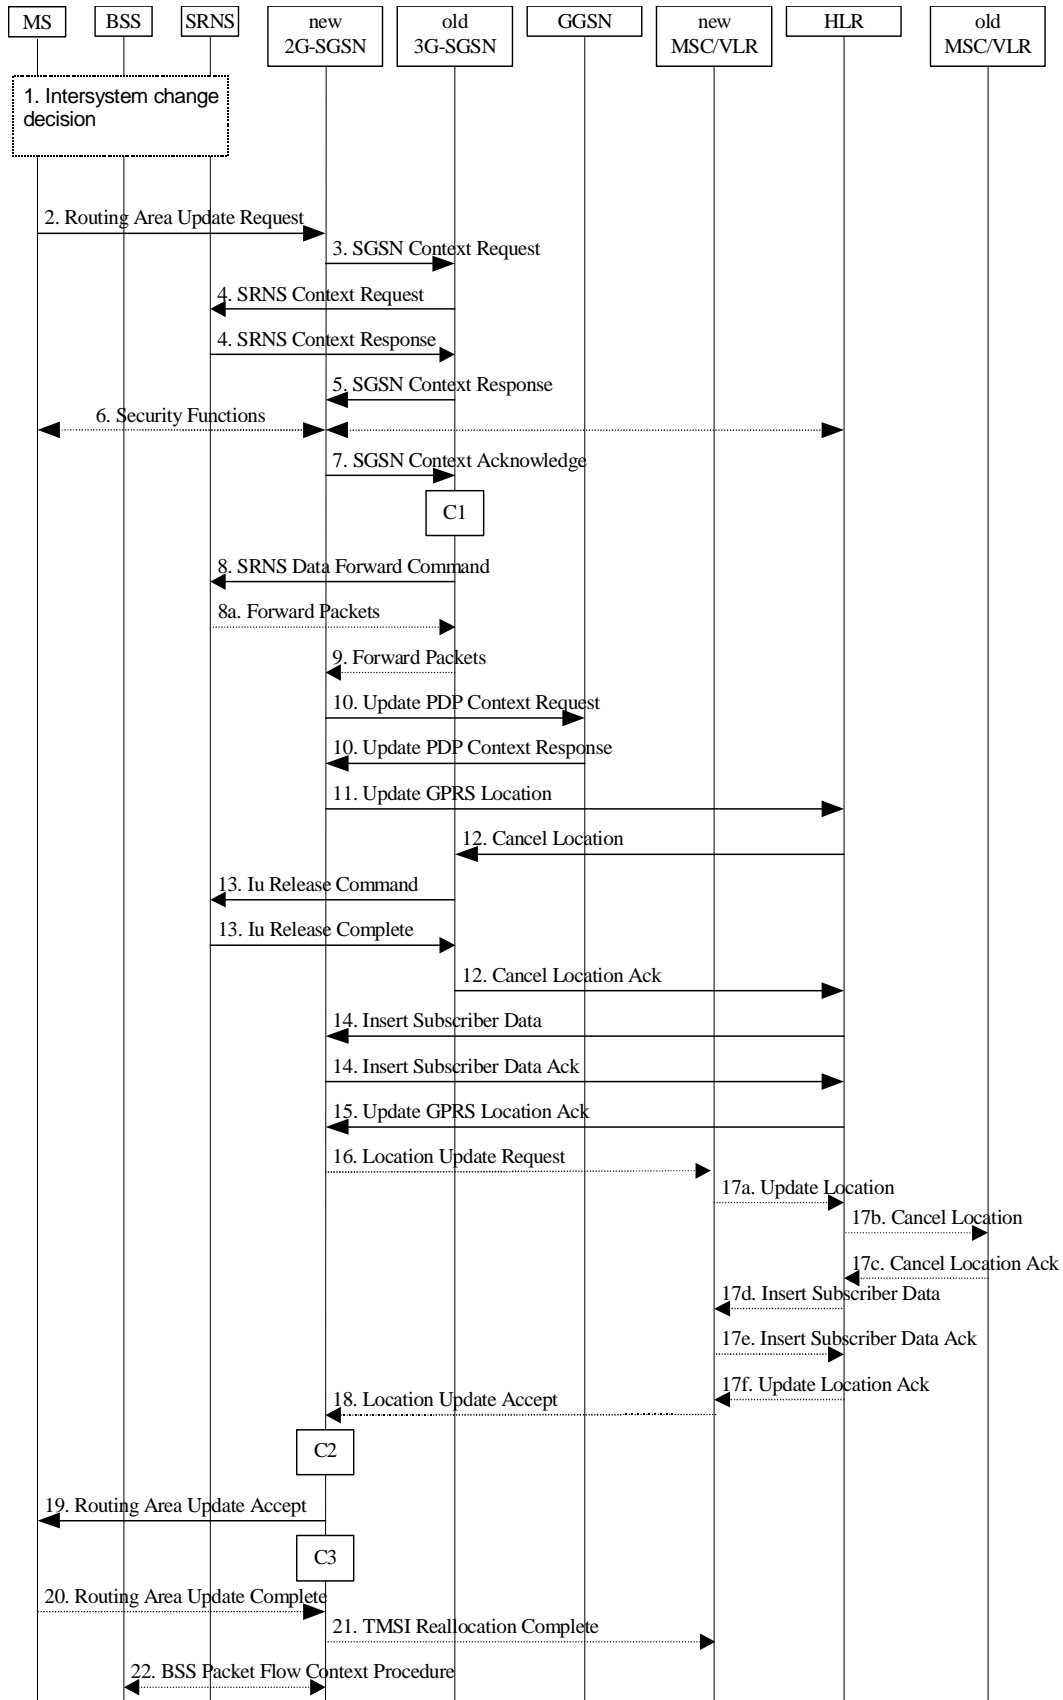 MS
BSS
SRNS
new
2G-SGSN
old
3G-SGSN
GGSN
new
MSC/VLR
HLR
old
MSC/VLR
1. Intersystem change
decision
2. Routing Area Update Request
3. SGSN Context Request
4. SRNS Context Request
4. SRNS Context Response
5. SGSN Context Response
6. Security Functions
7. SGSN Context Acknowledge
C1
8. SRNS Data Forward Command
8a. Forward Packets
9. Forward Packets
10. Update PDP Context Request
10. Update PDP Context Response
11. Update GPRS Location
12. Cancel Location
13. Iu Release Command
13. Iu Release Complete
12. Cancel Location Ack
14. Insert Subscriber Data
14. Insert Subscriber Data Ack
15. Update GPRS Location Ack
16. Location Update Request
17a. Update Location
17b. Cancel Location
17c. Cancel Location Ack
17d. Insert Subscriber Data
17e. Insert Subscriber Data Ack
17f. Update Location Ack
18. Location Update Accept
C2
19. Routing Area Update Accept
C3
20. Routing Area Update Complete
21. TMSI Reallocation Complete
22. BSS Packet Flow Context Procedure